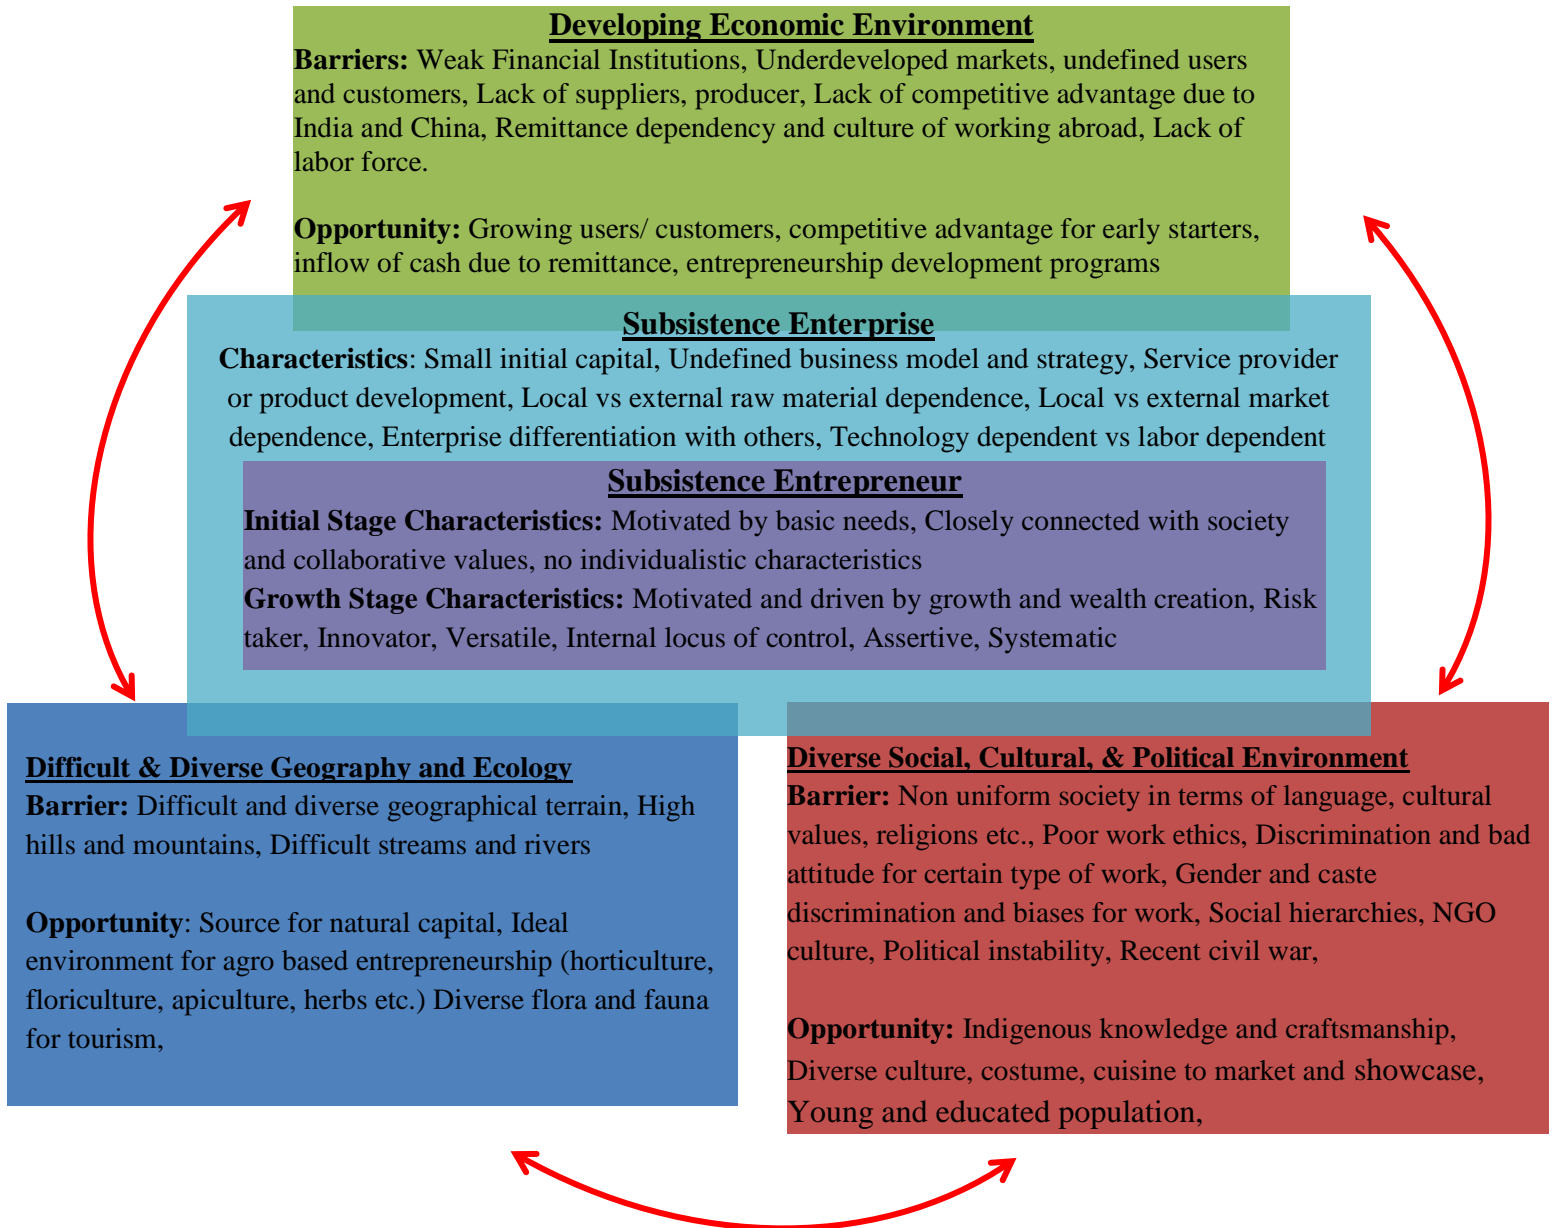 Developing Economic Environment
Barriers: Weak Financial Institutions, Underdeveloped markets, undefined users
and customers, Lack of suppliers, producer, Lack of competitive advantage due to
India and China, Remittance dependency and culture of working abroad, Lack of
labor force.
Opportunity: Growing users/ customers, competitive advantage for early starters,
inflow of cash due to remittance, entrepreneurship development programs
Subsistence Enterprise
Characteristics: Small initial capital, Undefined business model and strategy, Service provider
or product development, Local vs external raw material dependence, Local vs external market
dependence, Enterprise differentiation with others, Technology dependent vs labor dependent
Subsistence Entrepreneur
Initial Stage Characteristics: Motivated by basic needs, Closely connected with society
and collaborative values, no individualistic characteristics
Growth Stage Characteristics: Motivated and driven by growth and wealth creation, Risk
taker, Innovator, Versatile, Internal locus of control, Assertive, Systematic
Difficult & Diverse Geography and Ecology
Barrier: Difficult and diverse geographical terrain, High
hills and mountains, Difficult streams and rivers
Opportunity: Source for natural capital, Ideal
environment for agro based entrepreneurship (horticulture,
floriculture, apiculture, herbs etc.) Diverse flora and fauna
for tourism,
Diverse Social, Cultural, & Political Environment
Barrier: Non uniform society in terms of language, cultural
values, religions etc., Poor work ethics, Discrimination and bad
attitude for certain type of work, Gender and caste
discrimination and biases for work, Social hierarchies, NGO
culture, Political instability, Recent civil war,
Opportunity: Indigenous knowledge and craftsmanship,
Diverse culture, costume, cuisine to market and showcase,
Young and educated population,